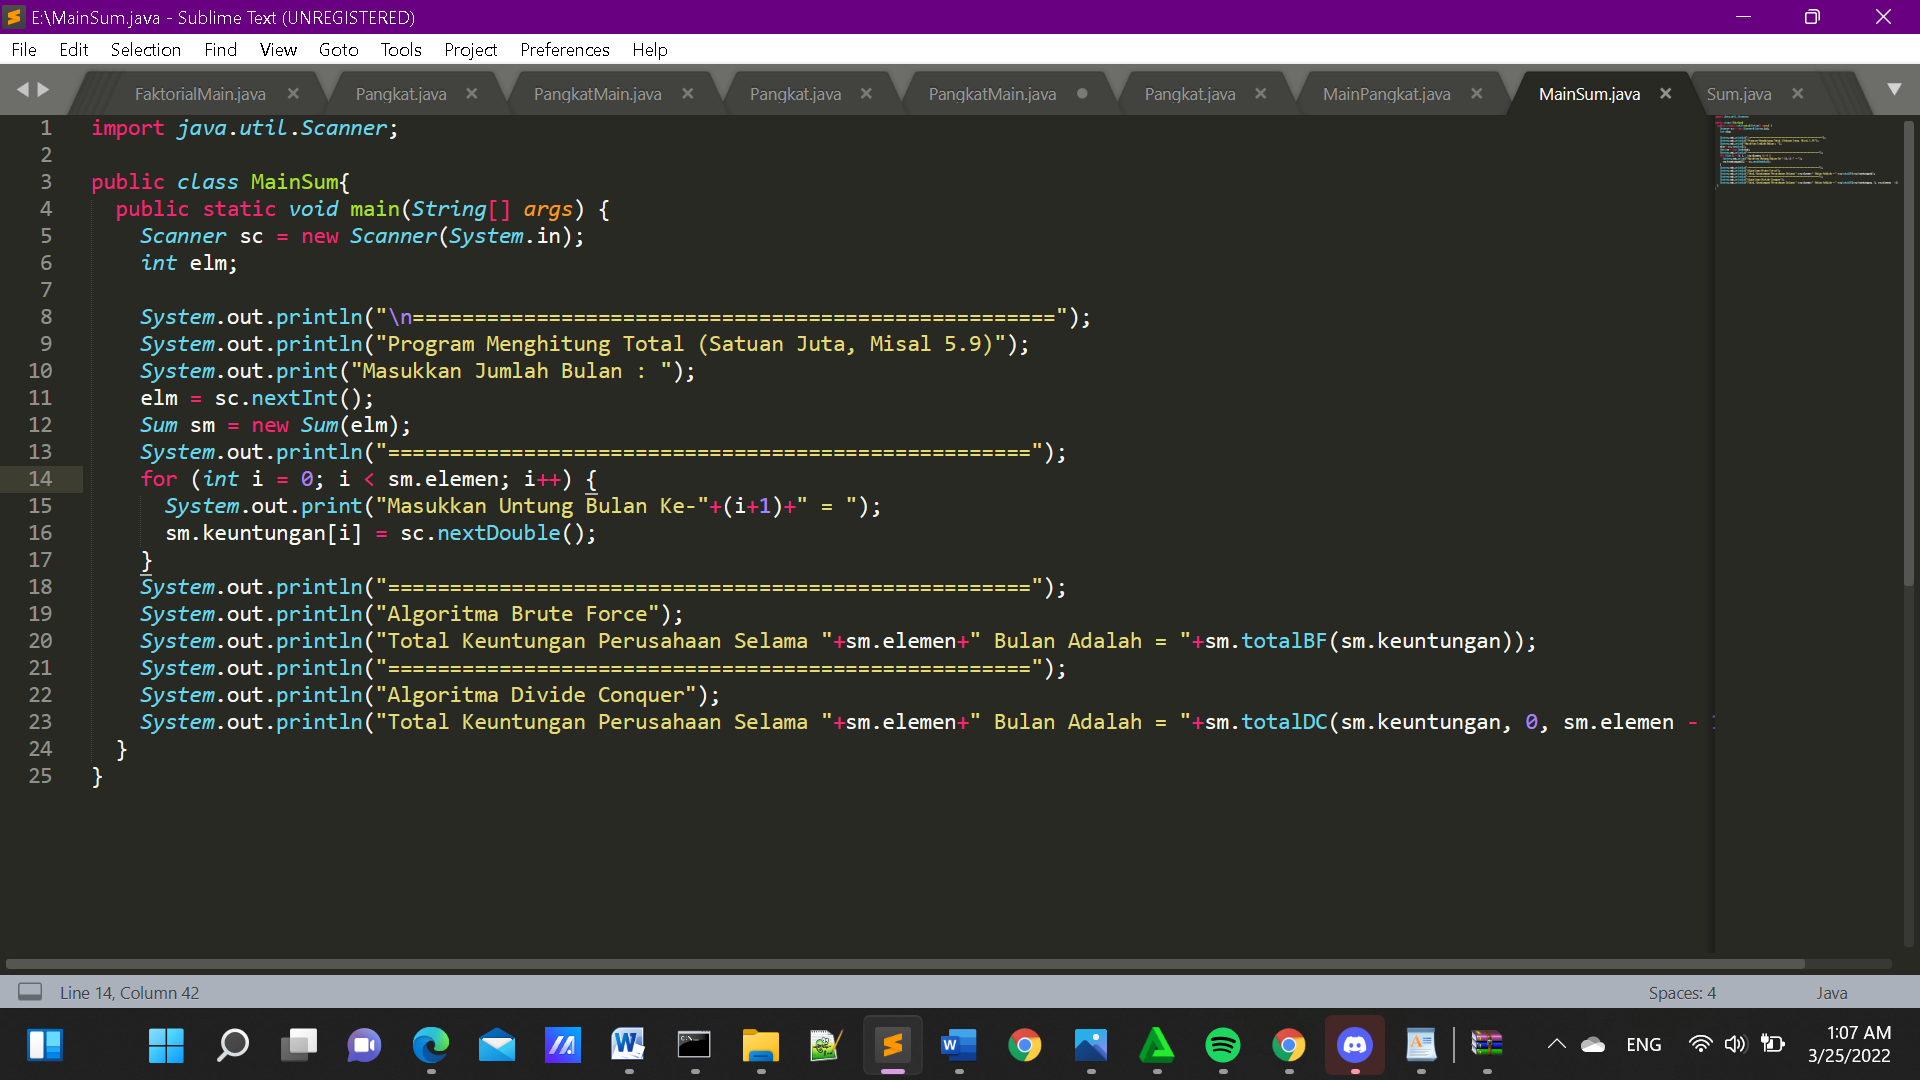 E:\MainSum.java - Sublime Text (UNREGISTERED)
File Edit Selection Find View Goto Tools Project Preferences Help
FaktorialMain.java Pangkat.java PangkatMain.java Pangkat.java PangkatMain.java Pangkat.java MainPangkat.java MainSum.java Sum.java
1 import java.util.Scanner;
2
3 public class MainSum{
4 public static void main(String[] args) {
5 Scanner sc = new Scanner(System.in);
6 int elm;
7
8 System.out.println("\n====================================================");
9 System.out.println("Program Menghitung Total (Satuan Juta, Misal 5.9)");
10 System.out.print("Masukkan Jumlah Bulan : ");
11 elm = sc.nextInt();
12 Sum sm = new Sum(elm);
13 System.out.println("====================================================");
14 for (int i = 0; i < sm.elemen; i++) {
15 System.out.print("Masukkan Untung Bulan Ke-"+(i+1)+" = ");
16 sm.keuntungan[i] = sc.nextDouble();
17 }
18 System.out.println("====================================================");
19 System.out.println("Algoritma Brute Force");
20 System.out.println("Total Keuntungan Perusahaan Selama "+sm.elemen+" Bulan Adalah = "+sm.totalBF(sm.keuntungan));
21 System.out.println("====================================================");
22 System.out.println("Algoritma Divide Conquer");
23 System.out.println("Total Keuntungan Perusahaan Selama "+sm.elemen+" Bulan Adalah = "+sm.totalDC(sm.keuntungan, 0, sm.elemen -
24 }
25 }
Line 14, Column 42
Spaces: 4 Java
ENG
1:07 AM
3/25/2022